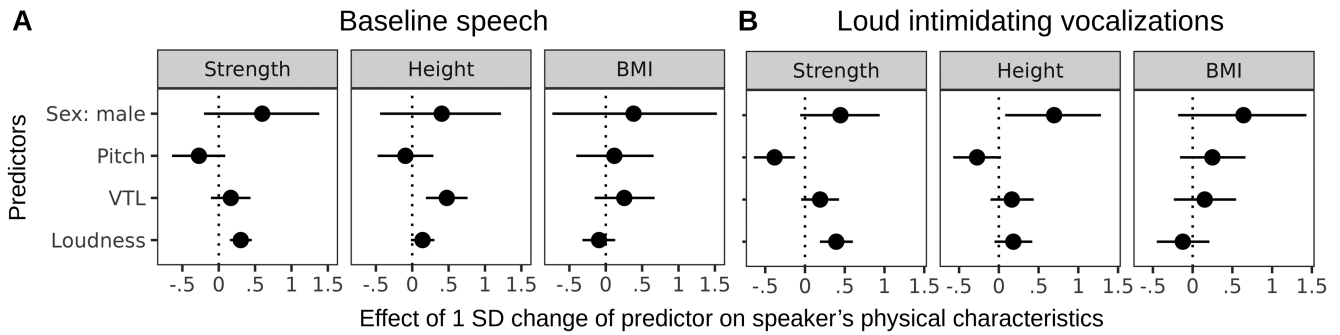 A Baseline speech B Loud intimidating vocalizations
Strength Height BMI Strength Height BMI
Predictors
Sex: male
Pitch
VTL
Loudness
-.5 0 .5 1 1.5 -.5 0 .5 1 1.5 -.5 0 .5 1 1.5 -.5 0 .5 1 1.5 -.5 0 .5 1 1.5 -.5 0 .5 1 1.5
Effect of 1 SD change of predictor on speaker’s physical characteristics